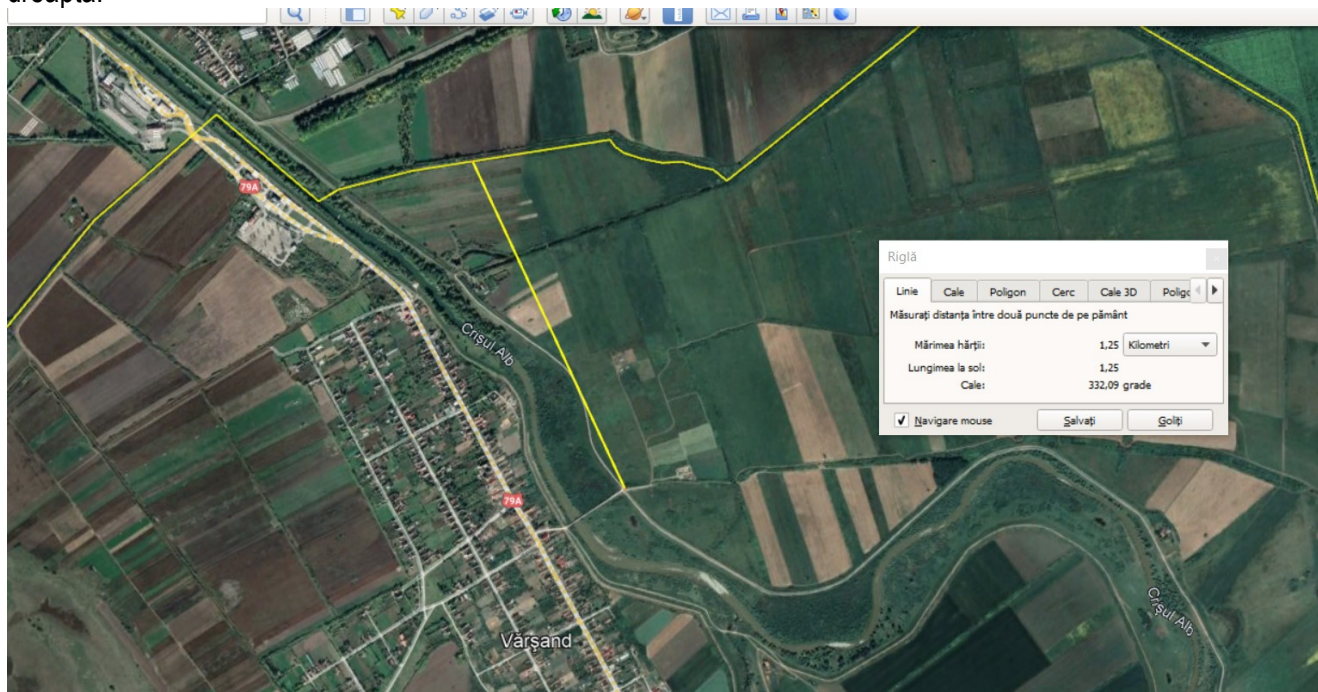 dreapta.
79A
Riglă
Linie Cale Poligon Cerc Cale 3D Poligo
Măsurați distanța între două puncte de pe pământ
Mărimea hărții: 1,25 Kilometri
Lungimea la sol: 1,25
Cale: 332,09 grade
Navigare mouse Salvați Goliți
Crișul Alb
79A
Crișul Alb
Vărşand